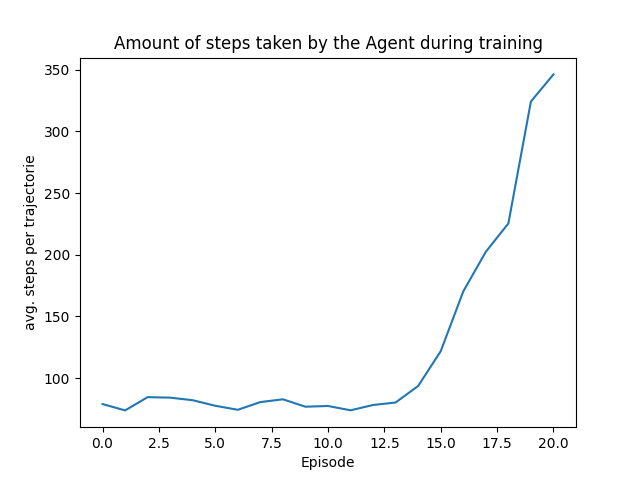 Amount of steps taken by the Agent during training
350
300
250
200
150
100
avg. steps per trajectorie
0.0 2.5 5.0 7.5 10.0 12.5 15.0 17.5 20.0
Episode